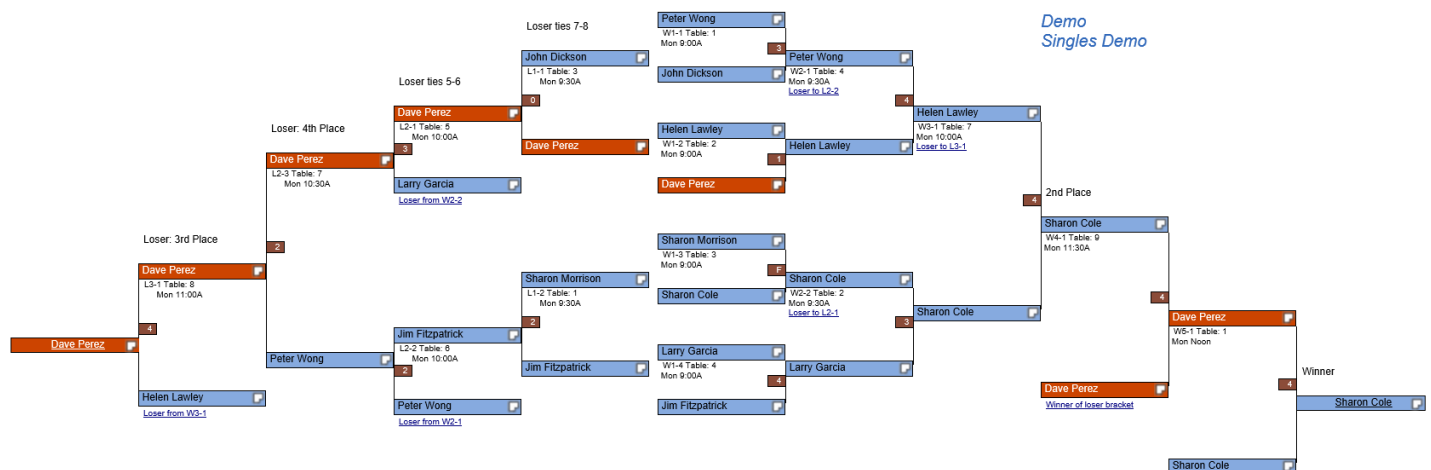 Demo
Singles Demo
Loser ties 7-8
Loser ties 5-6
Loser: 4th Place
Loser: 3rd Place
Dave Perez
Dave Perez
L3-1 Table: 8
Mon 11:00A
4
Helen Lawley
Loser from W3-1
Dave Perez
L2-3 Table: 7
Mon 10:30A
2
Peter Wong
Dave Perez
L2-1 Table: 5
Mon 10:00A
3
Larry Garcia
Loser from W2-2
Jim Fitzpatrick
L2-2 Table: 6
Mon 10:00A
2
Peter Wong
Loser from W2-1
John Dickson
L1-1 Table: 3
Mon 9:30A
0
Dave Perez
Sharon Morrison
L1-2 Table: 1
Mon 9:30A
2
Jim Fitzpatrick
Peter Wong
W1-1 Table: 1
Mon 9:00A
3
John Dickson
Helen Lawley
W1-2 Table: 2
Mon 9:00A
1
Dave Perez
Sharon Morrison
W1-3 Table: 3
Mon 9:00A
F
Sharon Cole
Larry Garcia
W1-4 Table: 4
Mon 9:00A
4
Jim Fitzpatrick
Peter Wong
W2-1 Table: 4
Mon 9:30A
Loser to L2-2
4
Helen Lawley
Sharon Cole
W2-2 Table: 2
Mon 9:30A
Loser to L2-1
3
Larry Garcia
Helen Lawley
W3-1 Table: 7
Mon 10:00A
Loser to L3-1
4
Sharon Cole
2nd Place
Sharon Cole
W4-1 Table: 9
Mon 11:30A
4
Dave Perez
Winner of loser bracket
Dave Perez
W5-1 Table: 1
Mon Noon
4
Sharon Cole
Winner
Sharon Cole